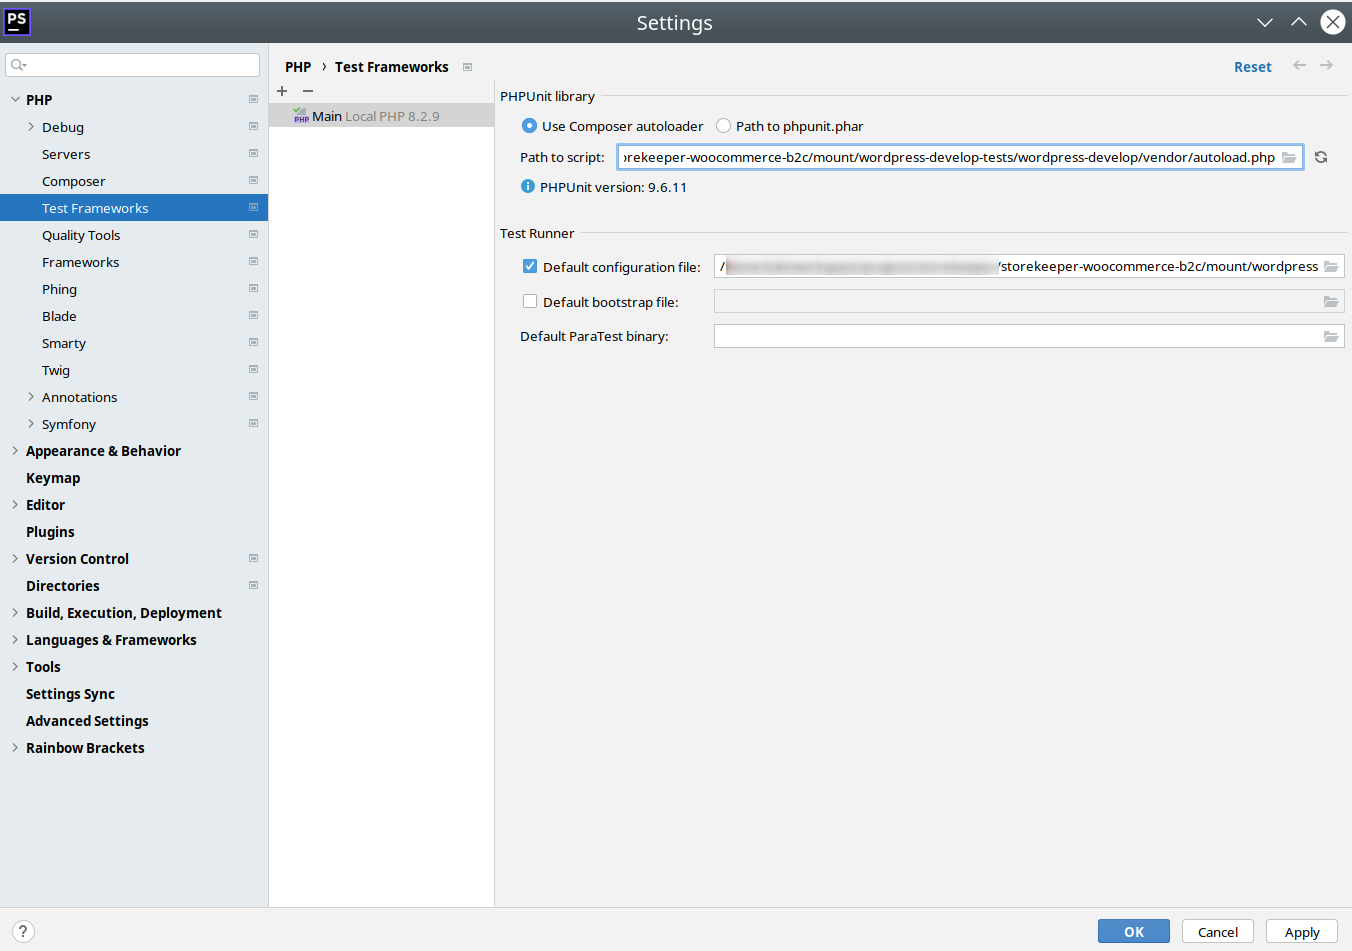 PS
Settings
PHP
Debug
Servers
Composer
Test Frameworks
Quality Tools
Frameworks
Phing
Blade
Smarty
Twig
Annotations
Symfony
Appearance & Behavior
Keymap
Editor
Plugins
Version Control
Directories
Build, Execution, Deployment
Languages & Frameworks
Tools
Settings Sync
Advanced Settings
Rainbow Brackets
PHP › Test Frameworks
Reset
+ −
PHP Main Local PHP 8.2.9
PHPUnit library
Use Composer autoloader Path to phpunit.phar
Path to script: rekeeper-woocommerce-b2c/mount/wordpress-develop-tests/wordpress-develop/vendor/autoload.php
PHPUnit version: 9.6.11
Test Runner
Default configuration file: / /storekeeper-woocommerce-b2c/mount/wordpress
Default bootstrap file:
Default ParaTest binary:
?
OK Cancel Apply